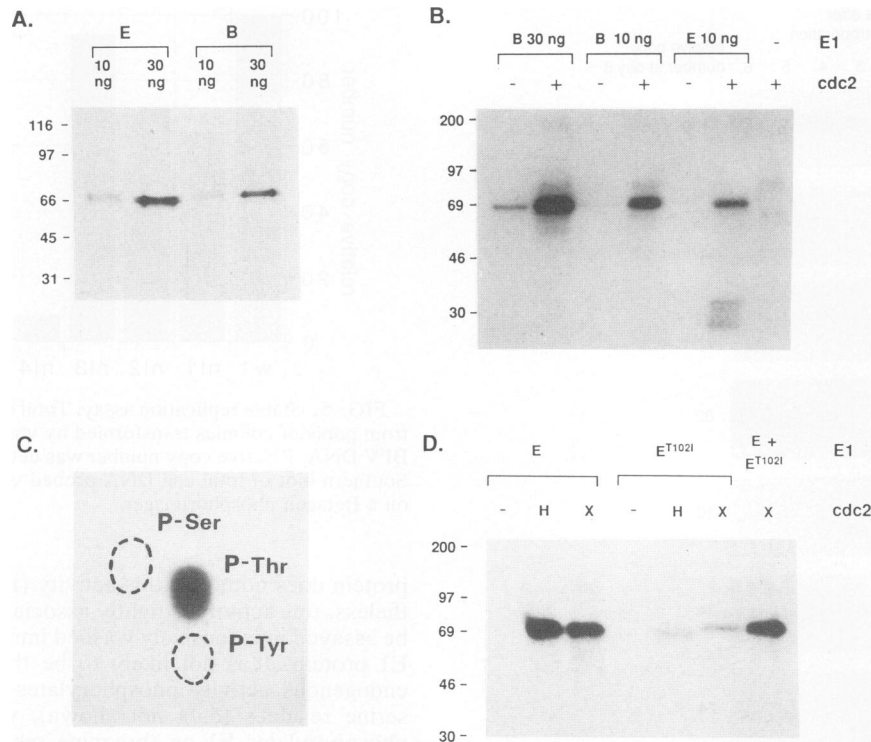 A.
E B
10 ng 30 ng 10 ng 30 ng
116 -
97 -
66 -
45 -
31 -
B.
B 30 ng B 10 ng E 10 ng - E1
- + - + - + + cdc2
200 -
97 -
69 -
46 -
30 -
C.
P-Ser
P-Thr
P-Tyr
D.
E E^T102I E + E^T102I E1
- H X - H X X cdc2
200 -
97 -
69 -
46 -
30 -